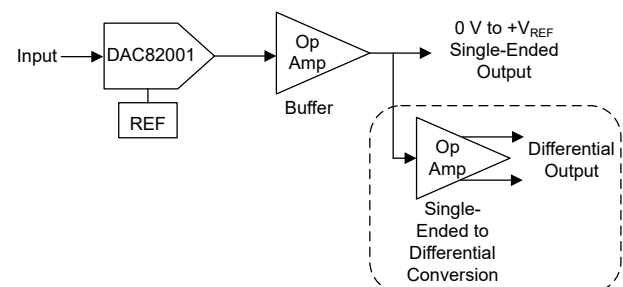 Input
DAC82001
REF
Op
Amp
Buffer
0 V to +VREF
Single-Ended
Output
Op
Amp
Differential
Output
Single-
Ended to
Differential
Conversion